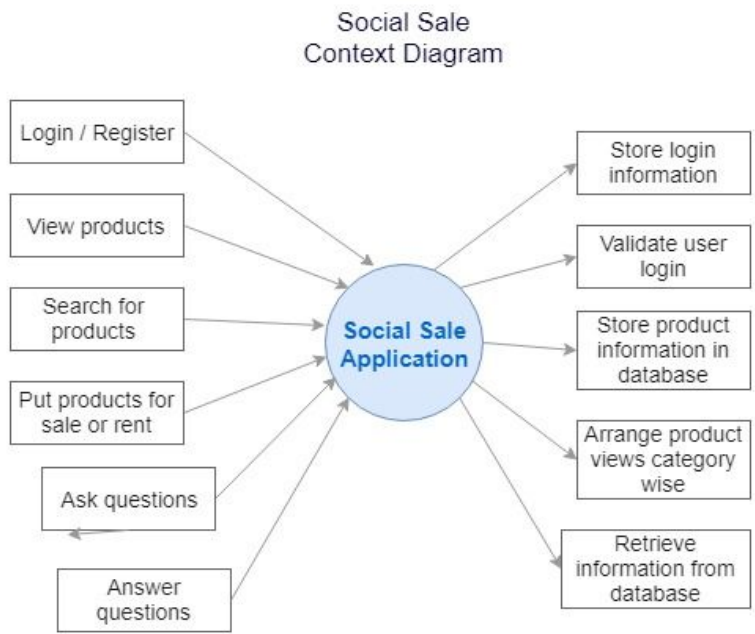 Social Sale
Context Diagram
Login / Register
View products
Search for
products
Put products for
sale or rent
Ask questions
Answer
questions
Social Sale
Application
Store login
information
Validate user
login
Store product
information in
database
Arrange product
views category
wise
Retrieve
information from
database